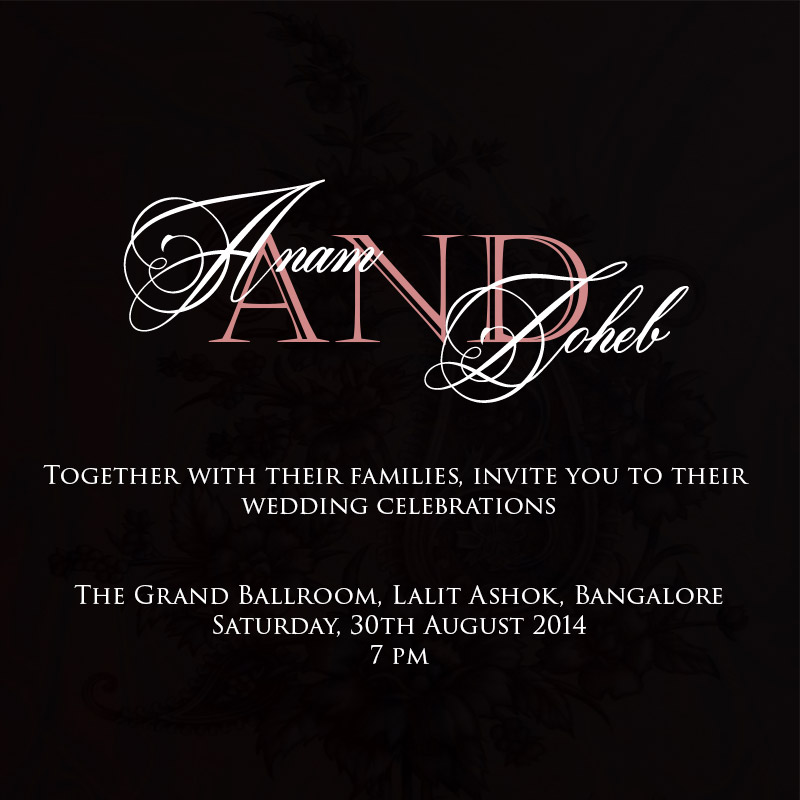 Anam
AND
Zoheb
TOGETHER WITH THEIR FAMILIES, INVITE YOU TO THEIR
WEDDING CELEBRATIONS
THE GRAND BALLROOM, LALIT ASHOK, BANGALORE
SATURDAY, 30TH AUGUST 2014
7 PM